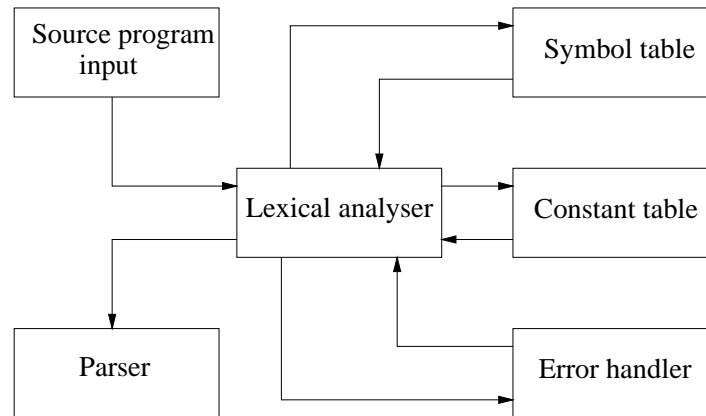 Source program
input
Symbol table
Lexical analyser
Constant table
Parser
Error handler